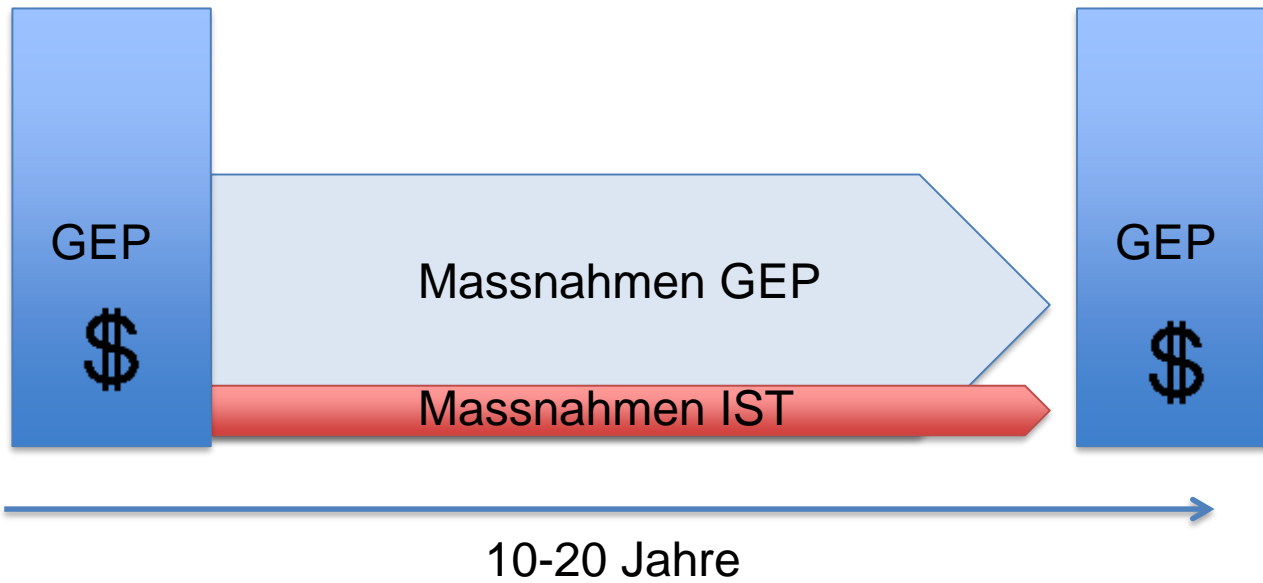 GEP
$
Massnahmen GEP
Massnahmen IST
GEP
$
10-20 Jahre